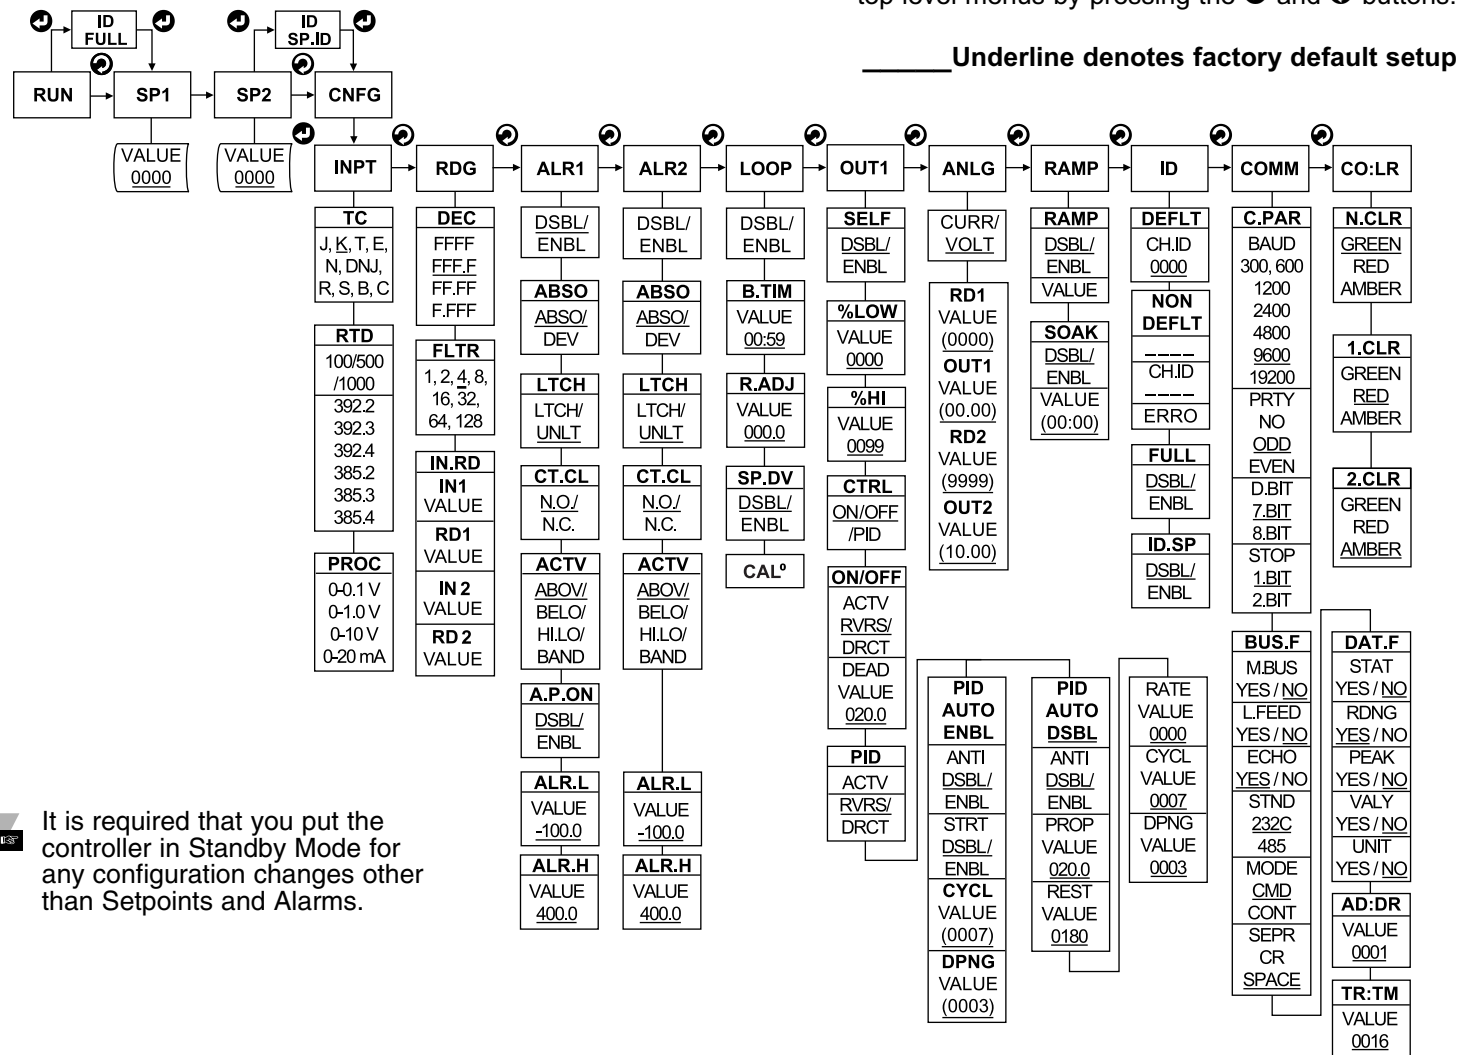 top level menus by pressing the and buttons.
______Underline denotes factory default setup
ID
FULL
ID
SP.ID
RUN
SP1
SP2
CNFG
VALUE
0000
VALUE
0000
INPT
RDG
ALR1
ALR2
LOOP
OUT1
ANLG
RAMP
ID
COMM
CO:LR
TC
J, K, T, E,
N, DNJ,
R, S, B, C
RTD
100/500
/1000
392.2
392.3
392.4
385.2
385.3
385.4
PROC
0-0.1 V
0-1.0 V
0-10 V
0-20 mA
DEC
FFFF
FFF.F
FF.FF
F.FFF
FLTR
1, 2, 4, 8,
16, 32,
64, 128
IN.RD
IN1
VALUE
RD1
VALUE
IN 2
VALUE
RD 2
VALUE
DSBL/
ENBL
ABSO
ABSO/
DEV
LTCH
LTCH/
UNLT
CT.CL
N.O./
N.C.
ACTV
ABOV/
BELO/
HI.LO/
BAND
A.P.ON
DSBL/
ENBL
ALR.L
VALUE
-100.0
ALR.H
VALUE
400.0
DSBL/
ENBL
ABSO
ABSO/
DEV
LTCH
LTCH/
UNLT
CT.CL
N.O./
N.C.
ACTV
ABOV/
BELO/
HI.LO/
BAND
ALR.L
VALUE
-100.0
ALR.H
VALUE
400.0
DSBL/
ENBL
B.TIM
VALUE
00:59
R.ADJ
VALUE
000.0
SP.DV
DSBL/
ENBL
CALº
SELF
DSBL/
ENBL
%LOW
VALUE
0000
%HI
VALUE
0099
CTRL
ON/OFF
/PID
ON/OFF
ACTV
RVRS/
DRCT
DEAD
VALUE
020.0
PID
ACTV
RVRS/
DRCT
CURR/
VOLT
RD1
VALUE
(0000)
OUT1
VALUE
(00.00)
RD2
VALUE
(9999)
OUT2
VALUE
(10.00)
PID
AUTO
ENBL
ANTI
DSBL/
ENBL
STRT
DSBL/
ENBL
CYCL
VALUE
(0007)
DPNG
VALUE
(0003)
RAMP
DSBL/
ENBL
VALUE
SOAK
DSBL/
ENBL
VALUE
(00:00)
PID
AUTO
DSBL
ANTI
DSBL/
ENBL
PROP
VALUE
020.0
REST
VALUE
0180
DEFLT
CH.ID
0000
NON
DEFLT
_ _ _ _
CH.ID
_ _ _ _
ERRO
FULL
DSBL/
ENBL
ID.SP
DSBL/
ENBL
RATE
VALUE
0000
CYCL
VALUE
0007
DPNG
VALUE
0003
C.PAR
BAUD
300, 600
1200
2400
4800
9600
19200
PRTY
NO
ODD
EVEN
D.BIT
7.BIT
8.BIT
STOP
1.BIT
2.BIT
BUS.F
M.BUS
YES / NO
L.FEED
YES / NO
ECHO
YES / NO
STND
232C
485
MODE
CMD
CONT
SEPR
CR
SPACE
N.CLR
GREEN
RED
AMBER
1.CLR
GREEN
RED
AMBER
2.CLR
GREEN
RED
AMBER
DAT.F
STAT
YES / NO
RDNG
YES / NO
PEAK
YES / NO
VALY
YES / NO
UNIT
YES / NO
AD:DR
VALUE
0001
TR:TM
VALUE
0016
It is required that you put the
controller in Standby Mode for
any configuration changes other
than Setpoints and Alarms.